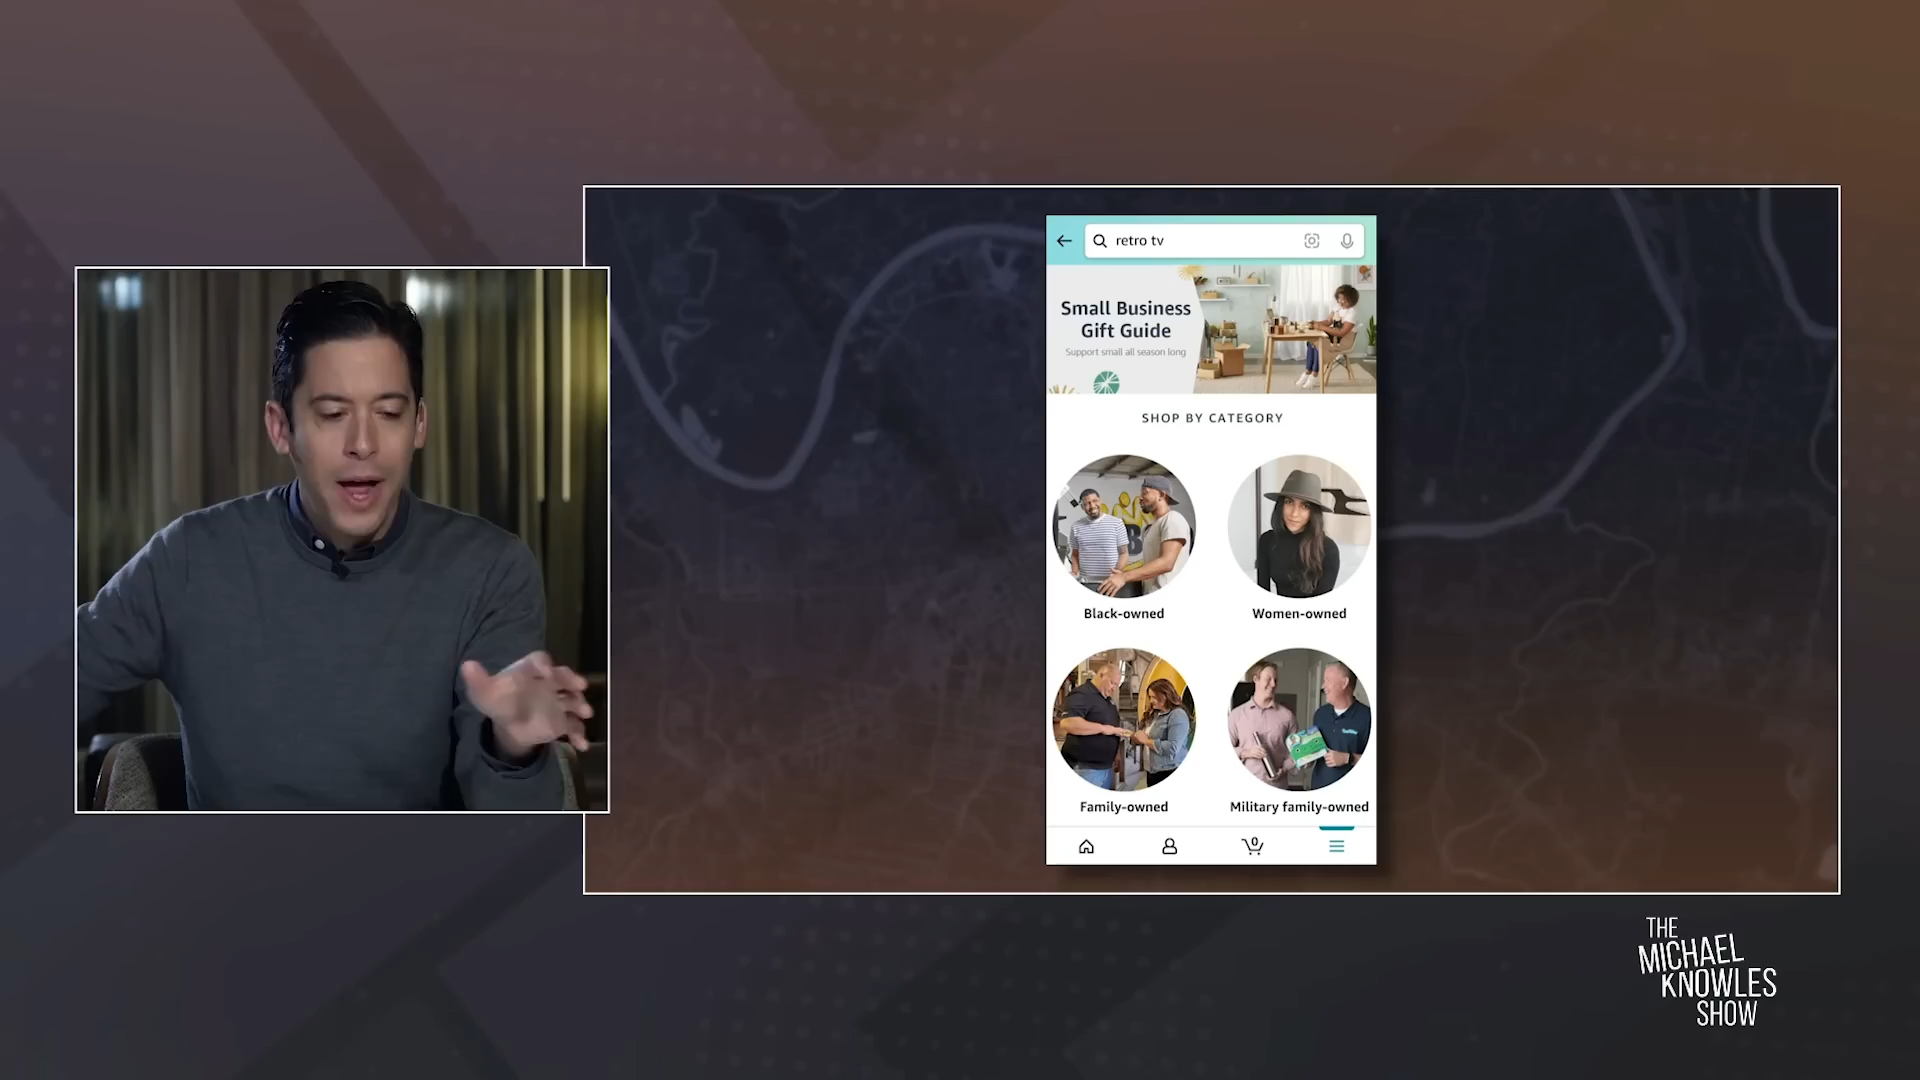 retro tv
Small Business
Gift Guide
Support small all season long
SHOP BY CATEGORY
Black-owned
Women-owned
Family-owned
Military family-owned
0
THE
MICHAEL
KNOWLES
SHOW